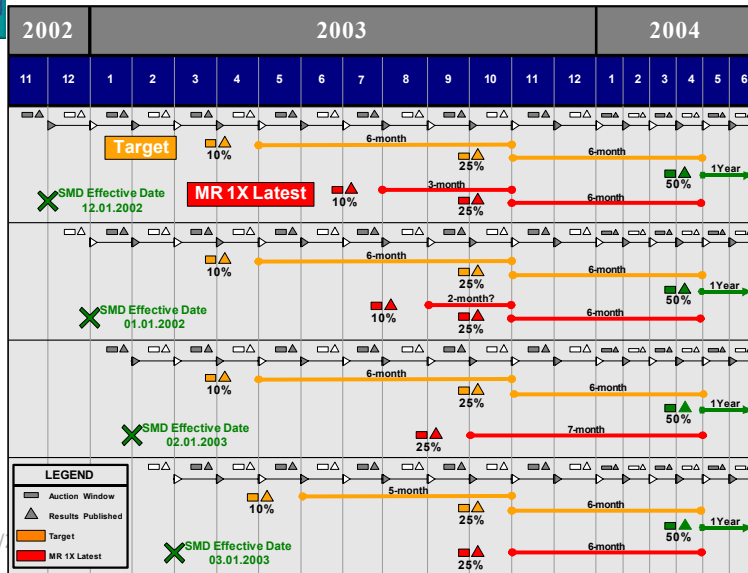 2002 2003 2004
11 12 1 2 3 4 5 6 7 8 9 10 11 12 1 2 3 4 5 6
Target
10%
6-month
25%
6-month
50%
1Year
MR 1X Latest
10%
3-month
25%
6-month
SMD Effective Date
12.01.2002
10%
6-month
25%
6-month
50%
1Year
10%
2-month?
25%
6-month
SMD Effective Date
01.01.2002
10%
6-month
25%
6-month
50%
1Year
SMD Effective Date
02.01.2003
25%
7-month
10%
5-month
25%
6-month
50%
1Year
SMD Effective Date
03.01.2003
25%
6-month
LEGEND
Auction Window
Results Published
Target
MR 1X Latest